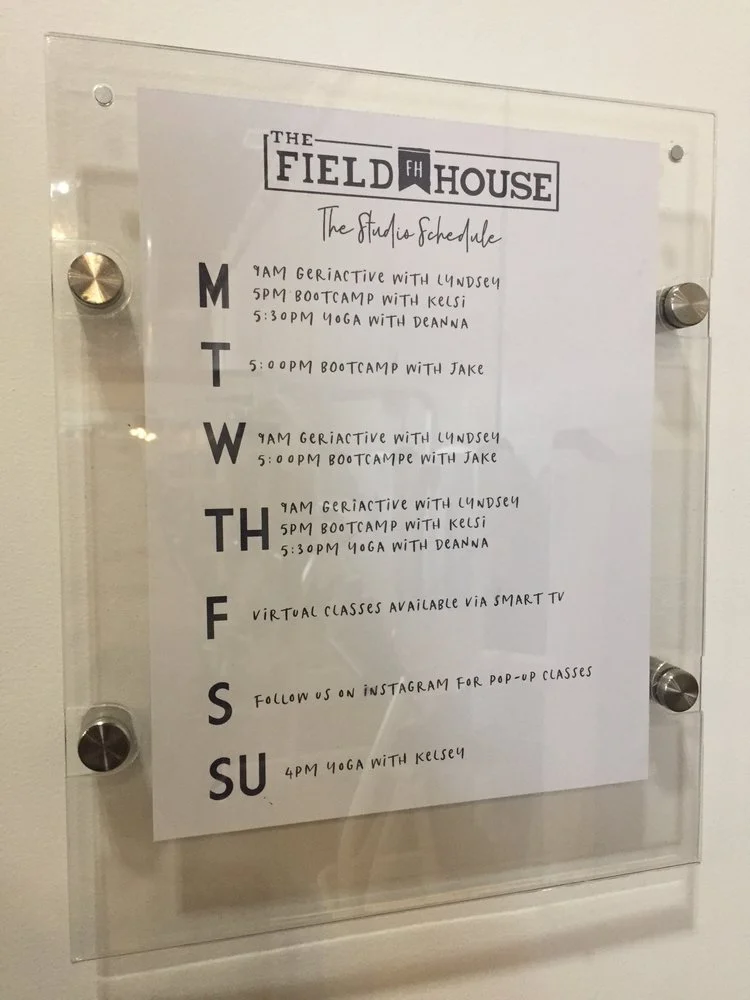 THE
FIELD FH HOUSE
The Studio Schedule
M
9AM GERIACTIVE WITH LYNDSEY
5PM BOOTCAMP WITH KELSI
5:30PM YOGA WITH DEANNA
T
5:00PM BOOTCAMP WITH JAKE
W
9AM GERIACTIVE WITH LYNDSEY
5:00PM BOOTCAMPE WITH JAKE
TH
9AM GERIACTIVE WITH LYNDSEY
5PM BOOTCAMP WITH KELSI
5:30PM YOGA WITH DEANNA
F
VIRTUAL CLASSES AVAILABLE VIA SMART TV
S
FOLLOW US ON INSTAGRAM FOR POP-UP CLASSES
SU
4PM YOGA WITH KELSEY